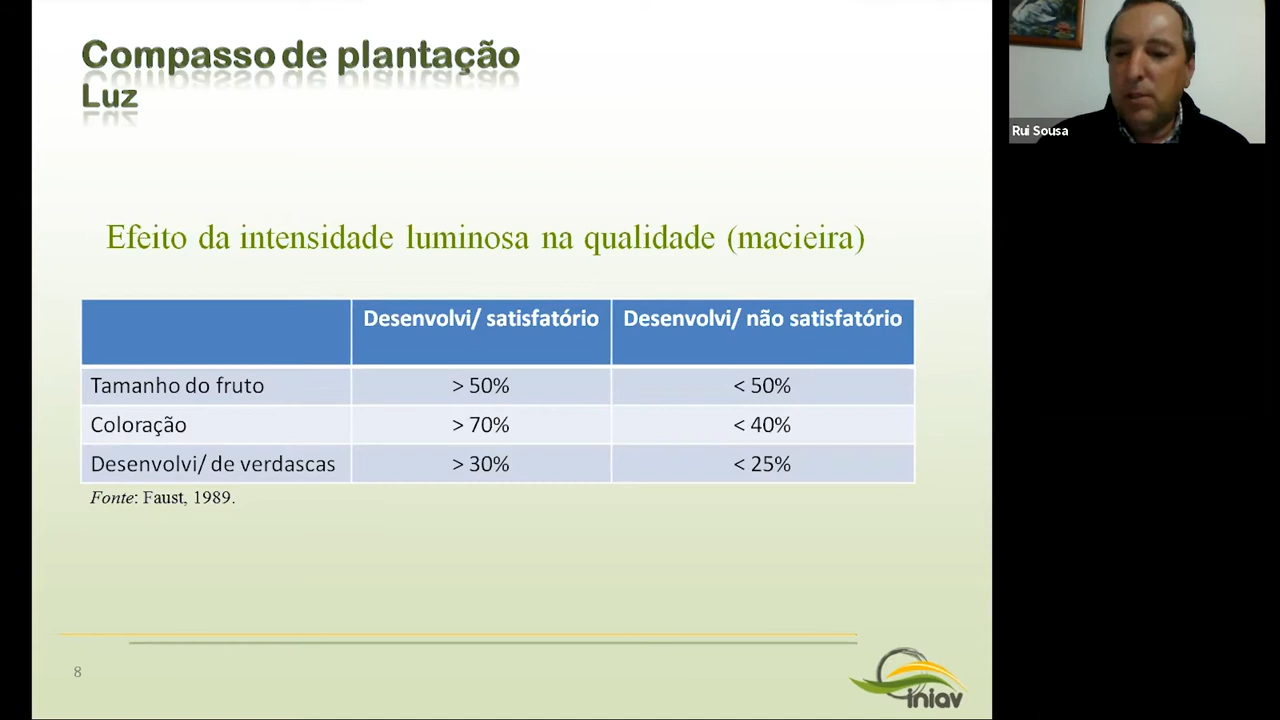 Compasso de plantação
Luz
Rui Sousa
Efeito da intensidade luminosa na qualidade (macieira)
Desenvolvi/ satisfatório Desenvolvi/ não satisfatório
Tamanho do fruto > 50% < 50%
Coloração > 70% < 40%
Desenvolvi/ de verdascas > 30% < 25%
Fonte: Faust, 1989.
8
iniav